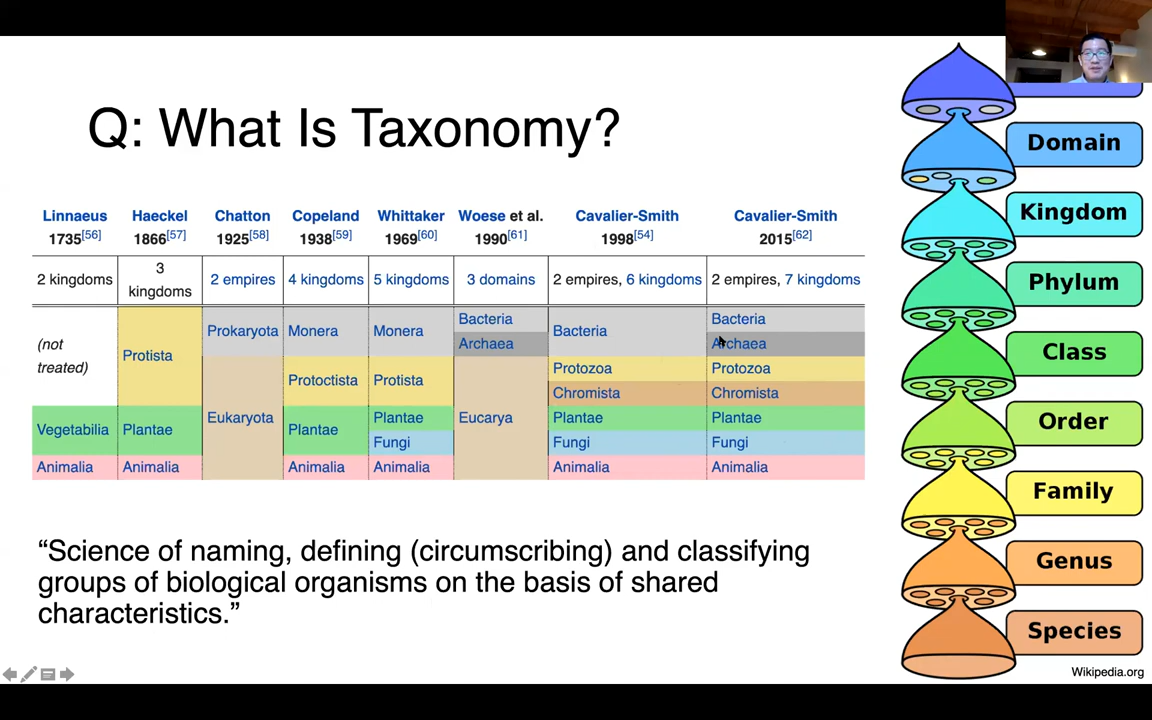 Q: What Is Taxonomy?
Linnaeus
1735[56]
Haeckel
1866[57]
Chatton
1925[58]
Copeland
1938[59]
Whittaker
1969[60]
Woese et al.
1990[61]
Cavalier-Smith
1998[54]
Cavalier-Smith
2015[62]
2 kingdoms
3
kingdoms
2 empires
4 kingdoms
5 kingdoms
3 domains
2 empires, 6 kingdoms
2 empires, 7 kingdoms
(not
treated)
Vegetabilia
Animalia
Protista
Plantae
Animalia
Prokaryota
Eukaryota
Monera
Protoctista
Plantae
Animalia
Monera
Protista
Plantae
Fungi
Animalia
Bacteria
Archaea
Eucarya
Bacteria
Protozoa
Chromista
Plantae
Fungi
Animalia
Bacteria
Archaea
Protozoa
Chromista
Plantae
Fungi
Animalia
“Science of naming, defining (circumscribing) and classifying
groups of biological organisms on the basis of shared
characteristics.”
Domain
Kingdom
Phylum
Class
Order
Family
Genus
Species
Wikipedia.org